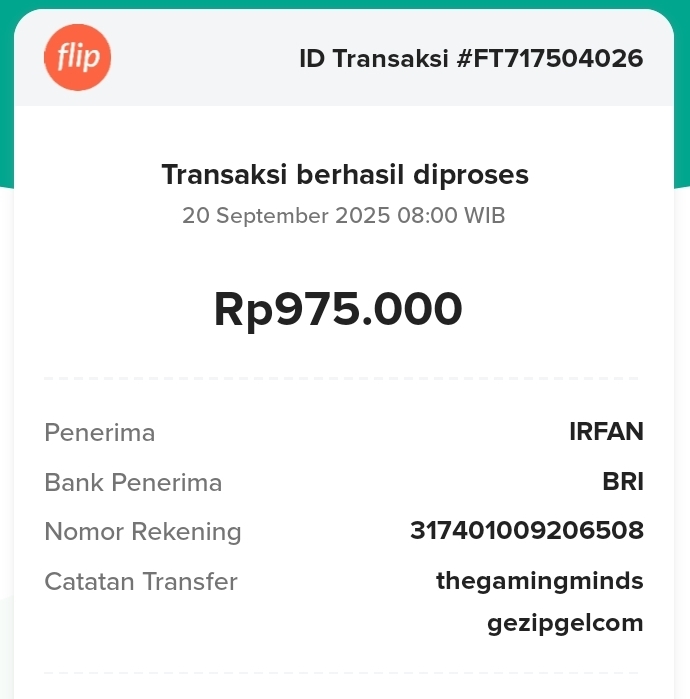 flip
ID Transaksi #FT717504026
Transaksi berhasil diproses
20 September 2025 08:00 WIB
Rp975.000
Penerima IRFAN
Bank Penerima BRI
Nomor Rekening 317401009206508
Catatan Transfer thegamingminds
gezipgelcom